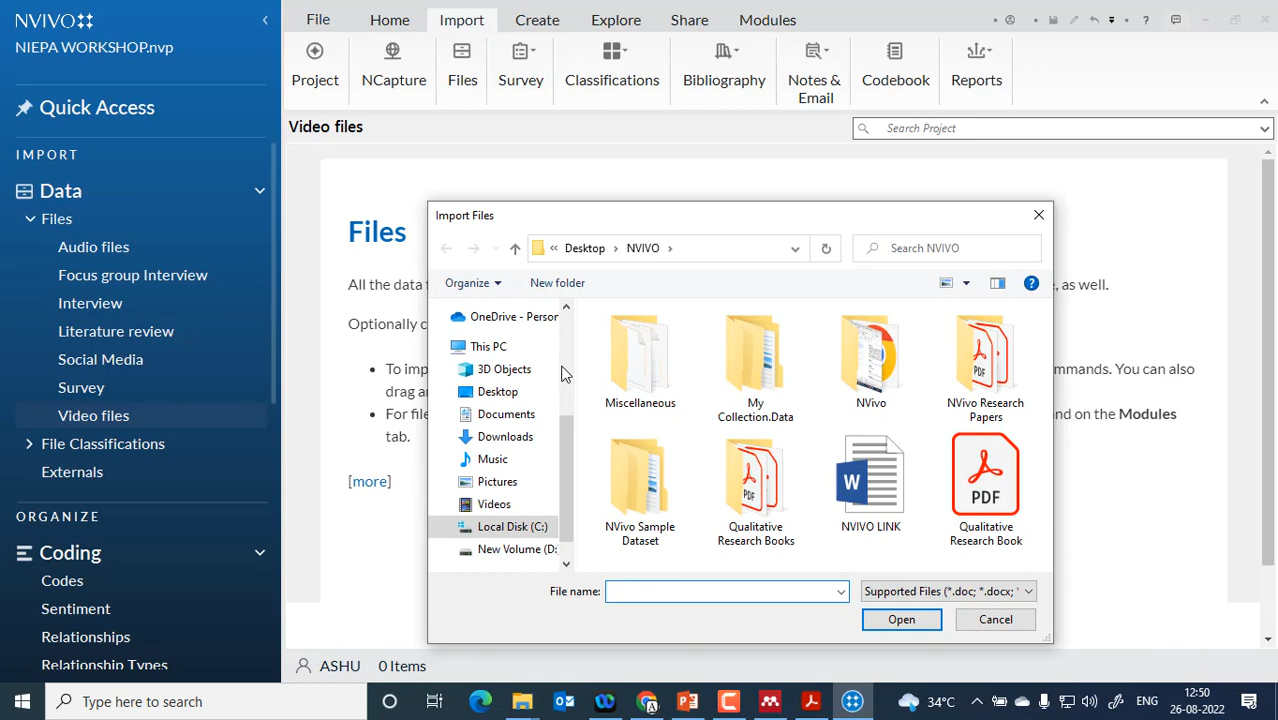 NVIVO
NIEPA WORKSHOP.nvp
Quick Access
IMPORT
Data
Files
Audio files
Focus group Interview
Interview
Literature review
Social Media
Survey
Video files
File Classifications
Externals
ORGANIZE
Coding
Codes
Sentiment
Relationships
Relationship Types
File Home Import Create Explore Share Modules
Project NCapture Files Survey Classifications Bibliography Notes & Email Codebook Reports
Video files
Search Project
Files
All the data f
e, as well.
Optionally c
To imp
mmands. You can also
drag an
For file
and on the Modules
tab.
[more]
Import Files
« Desktop › NVIVO ›
Search NVIVO
Organize New folder
OneDrive - Person
This PC
3D Objects
Desktop
Documents
Downloads
Music
Pictures
Videos
Local Disk (C:)
New Volume (D:
Miscellaneous
My Collection.Data
NVivo
NVivo Research Papers
NVivo Sample Dataset
Qualitative Research Books
NVIVO LINK
PDF
Qualitative Research Book
File name:
Supported Files (*.doc; *.docx; *
Open Cancel
ASHU 0 Items
Type here to search
34°C
ENG
12:50
26-08-2022